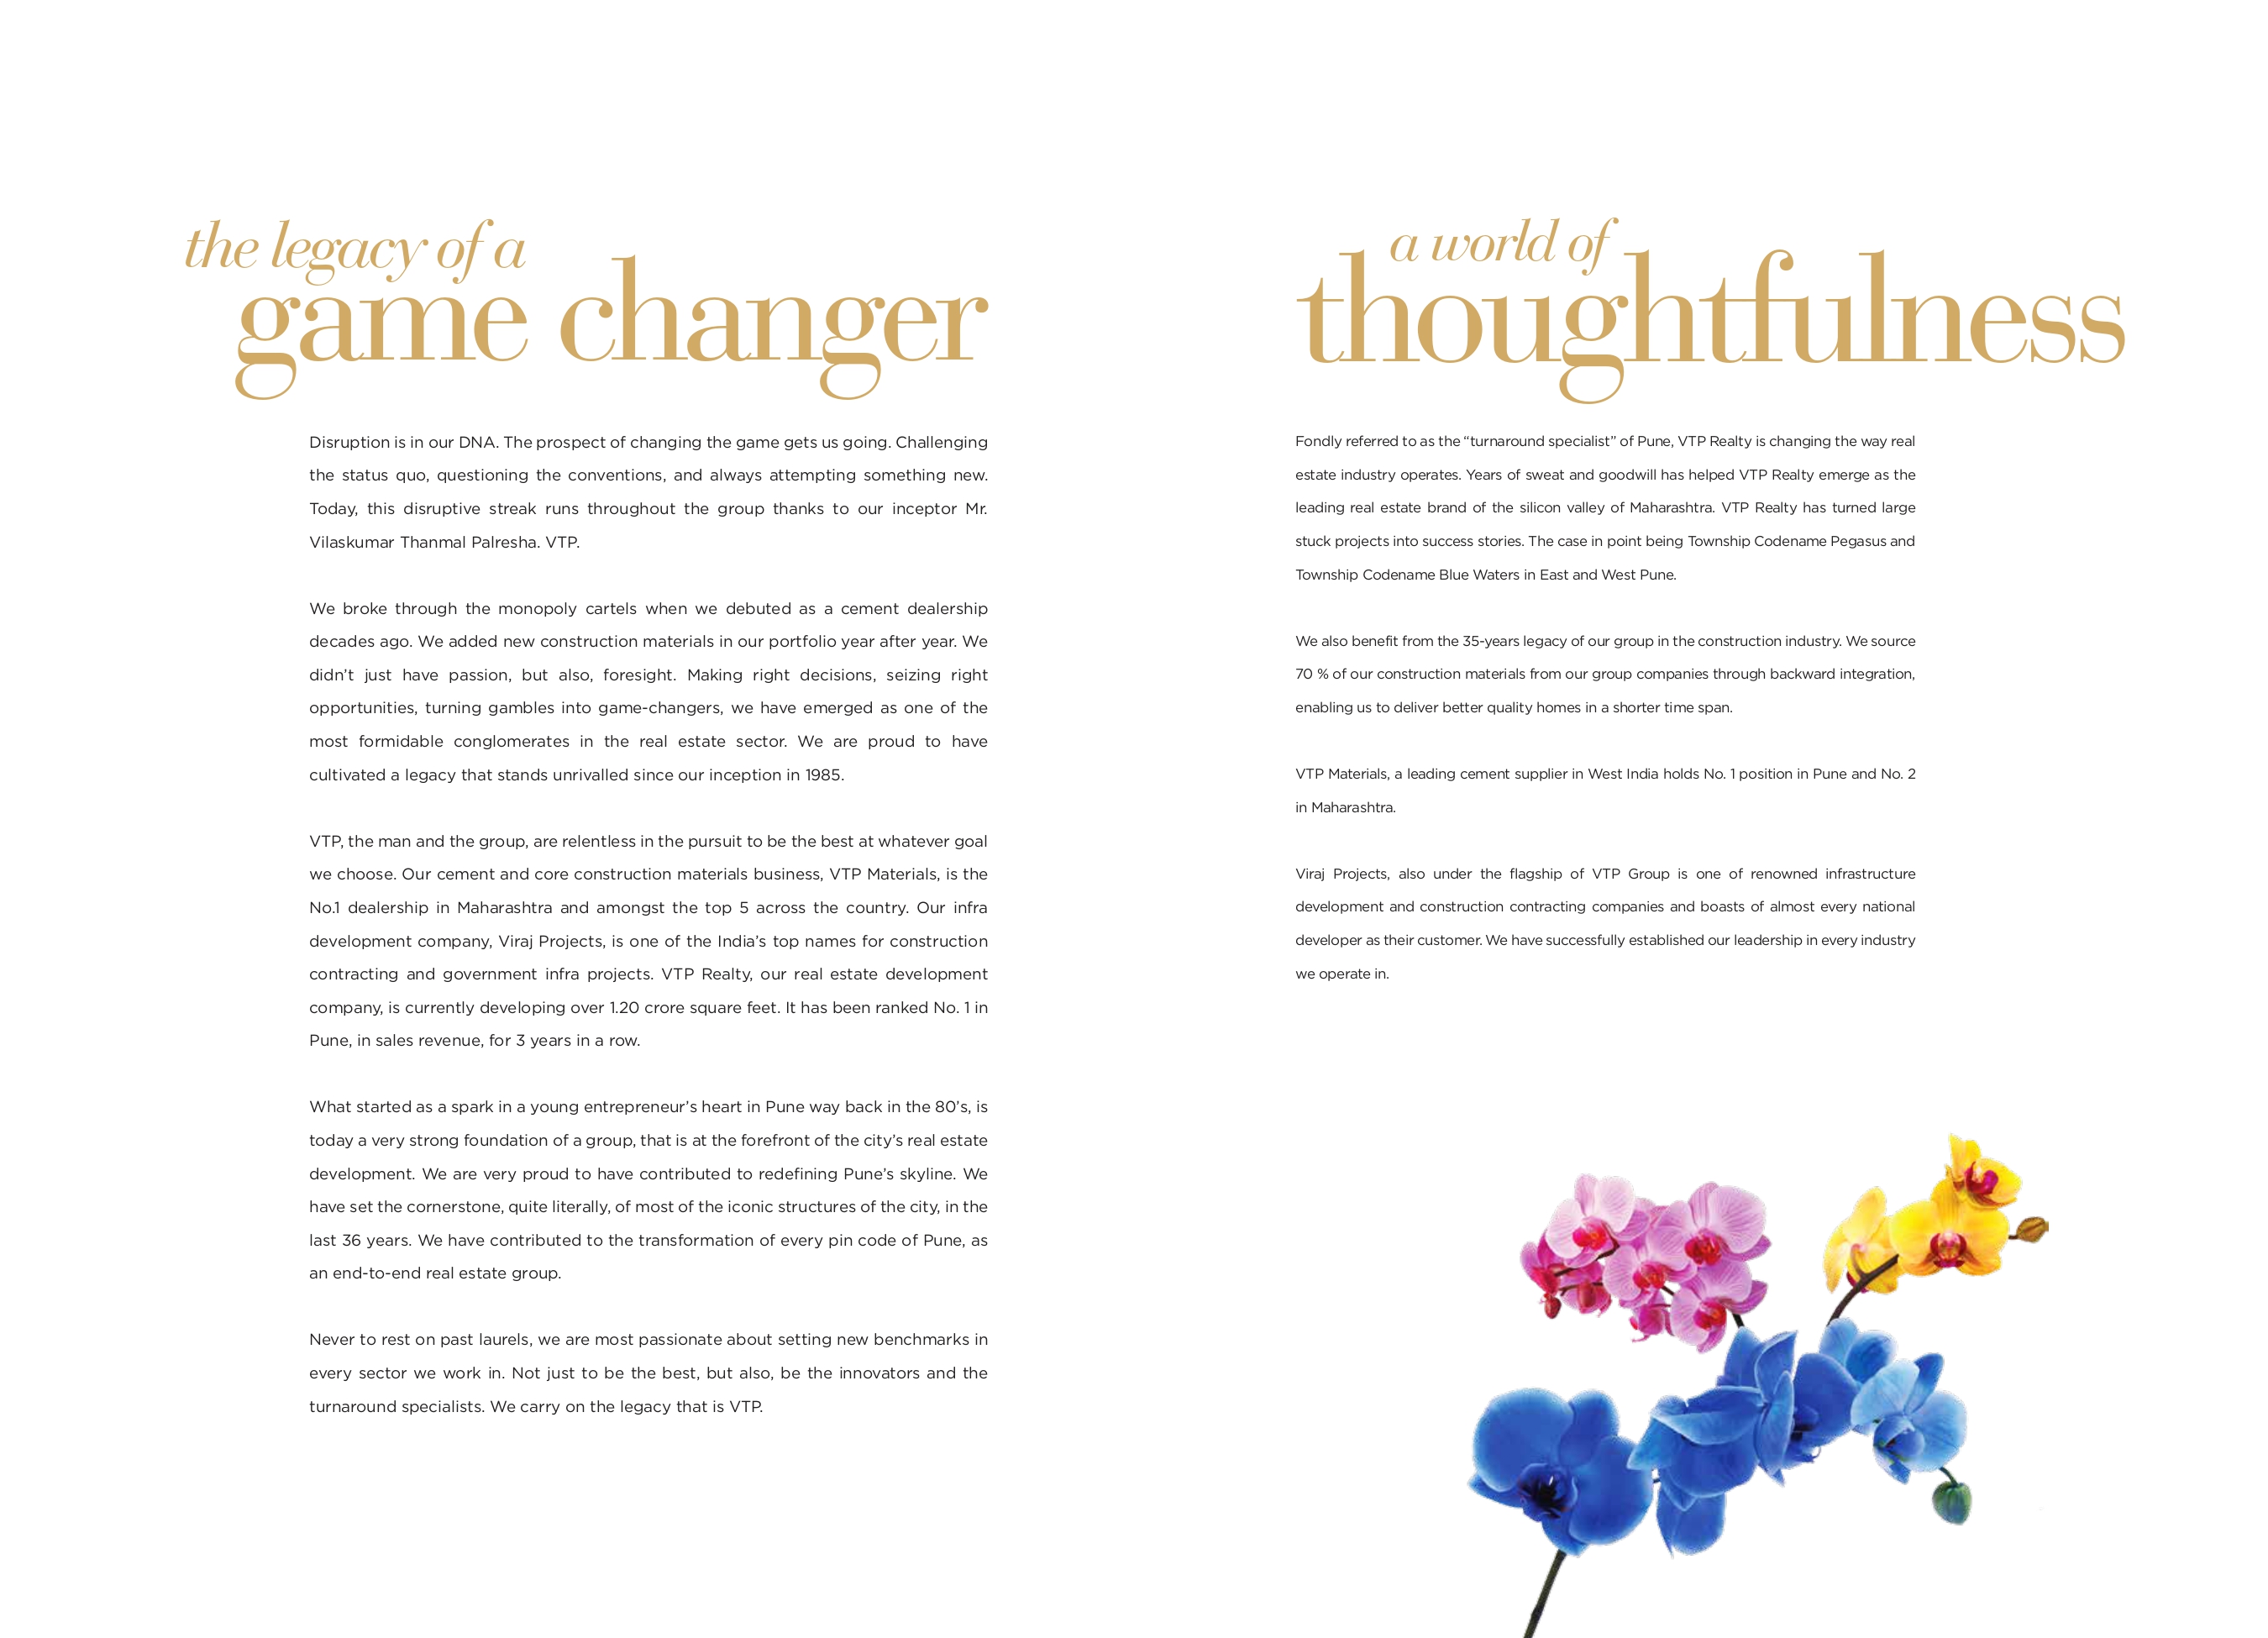 the legacy of a
game changer
Disruption is in our DNA. The prospect of changing the game gets us going. Challenging
the status quo, questioning the conventions, and always attempting something new.
Today, this disruptive streak runs throughout the group thanks to our inceptor Mr.
Vilaskumar Thanmal Palresha. VTP.
We broke through the monopoly cartels when we debuted as a cement dealership
decades ago. We added new construction materials in our portfolio year after year. We
didn’t just have passion, but also, foresight. Making right decisions, seizing right
opportunities, turning gambles into game-changers, we have emerged as one of the
most formidable conglomerates in the real estate sector. We are proud to have
cultivated a legacy that stands unrivalled since our inception in 1985.
VTP, the man and the group, are relentless in the pursuit to be the best at whatever goal
we choose. Our cement and core construction materials business, VTP Materials, is the
No.1 dealership in Maharashtra and amongst the top 5 across the country. Our infra
development company, Viraj Projects, is one of the India’s top names for construction
contracting and government infra projects. VTP Realty, our real estate development
company, is currently developing over 1.20 crore square feet. It has been ranked No. 1 in
Pune, in sales revenue, for 3 years in a row.
What started as a spark in a young entrepreneur’s heart in Pune way back in the 80’s, is
today a very strong foundation of a group, that is at the forefront of the city’s real estate
development. We are very proud to have contributed to redefining Pune’s skyline. We
have set the cornerstone, quite literally, of most of the iconic structures of the city, in the
last 36 years. We have contributed to the transformation of every pin code of Pune, as
an end-to-end real estate group.
Never to rest on past laurels, we are most passionate about setting new benchmarks in
every sector we work in. Not just to be the best, but also, be the innovators and the
turnaround specialists. We carry on the legacy that is VTP.
a world of
thoughtfulness
Fondly referred to as the “turnaround specialist” of Pune, VTP Realty is changing the way real
estate industry operates. Years of sweat and goodwill has helped VTP Realty emerge as the
leading real estate brand of the silicon valley of Maharashtra. VTP Realty has turned large
stuck projects into success stories. The case in point being Township Codename Pegasus and
Township Codename Blue Waters in East and West Pune.
We also benefit from the 35-years legacy of our group in the construction industry. We source
70 % of our construction materials from our group companies through backward integration,
enabling us to deliver better quality homes in a shorter time span.
VTP Materials, a leading cement supplier in West India holds No. 1 position in Pune and No. 2
in Maharashtra.
Viraj Projects, also under the flagship of VTP Group is one of renowned infrastructure
development and construction contracting companies and boasts of almost every national
developer as their customer. We have successfully established our leadership in every industry
we operate in.